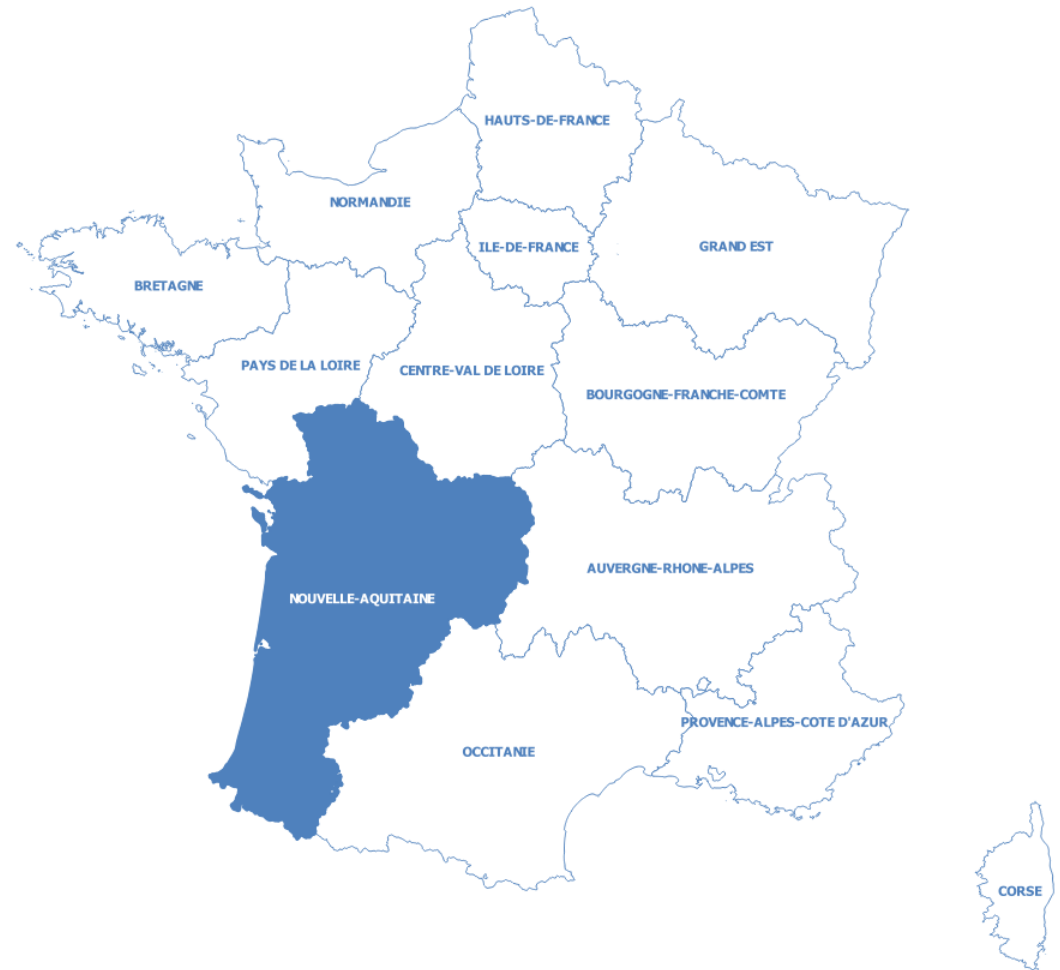 HAUTS-DE-FRANCE
NORMANDIE
ILE-DE-FRANCE
GRAND EST
BRETAGNE
PAYS DE LA LOIRE
CENTRE-VAL DE LOIRE
BOURGOGNE-FRANCHE-COMTE
AUVERGNE-RHONE-ALPES
NOUVELLE-AQUITAINE
PROVENCE-ALPES-COTE D'AZUR
OCCITANIE
CORSE